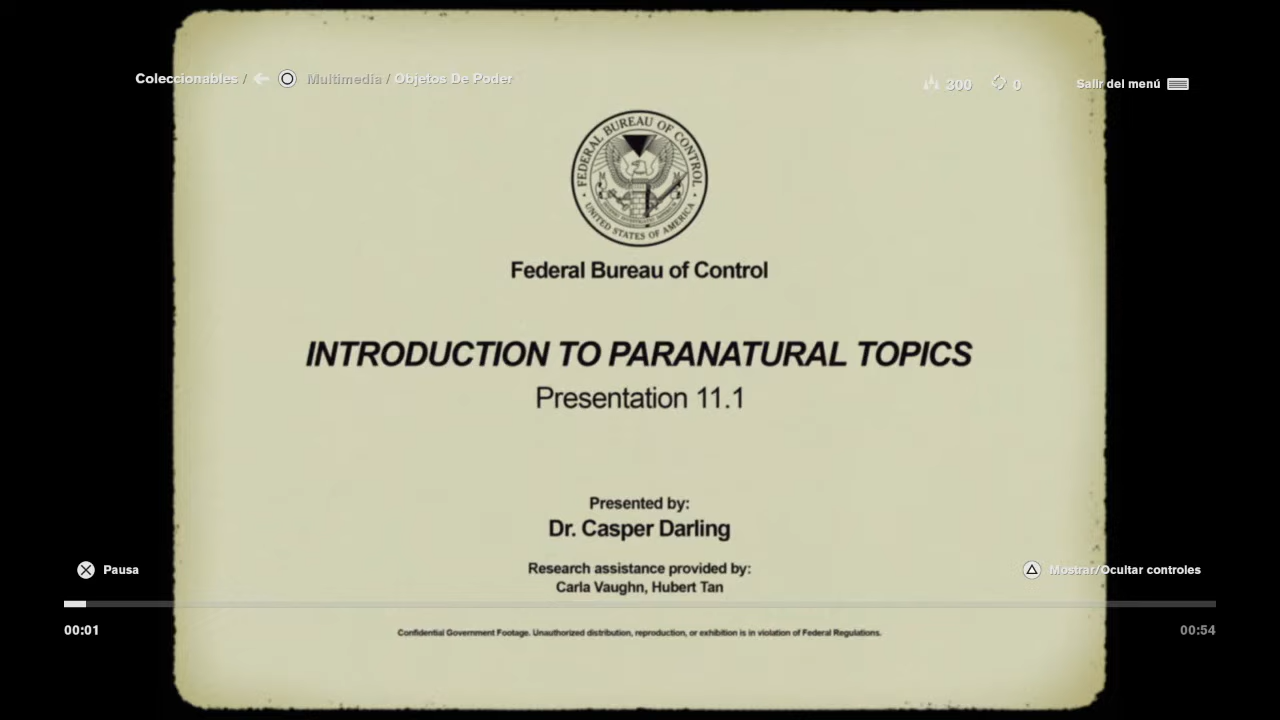 Coleccionables / Multimedia / Objetos De Poder
300 0 Salir del menú
FEDERAL BUREAU OF CONTROL
UNITED STATES OF AMERICA
Federal Bureau of Control
INTRODUCTION TO PARANATURAL TOPICS
Presentation 11.1
Presented by:
Dr. Casper Darling
Research assistance provided by:
Carla Vaughn, Hubert Tan
Pausa
Mostrar/Ocultar controles
00:01
00:54
Confidential Government Footage. Unauthorized distribution, reproduction, or exhibition is in violation of Federal Regulations.